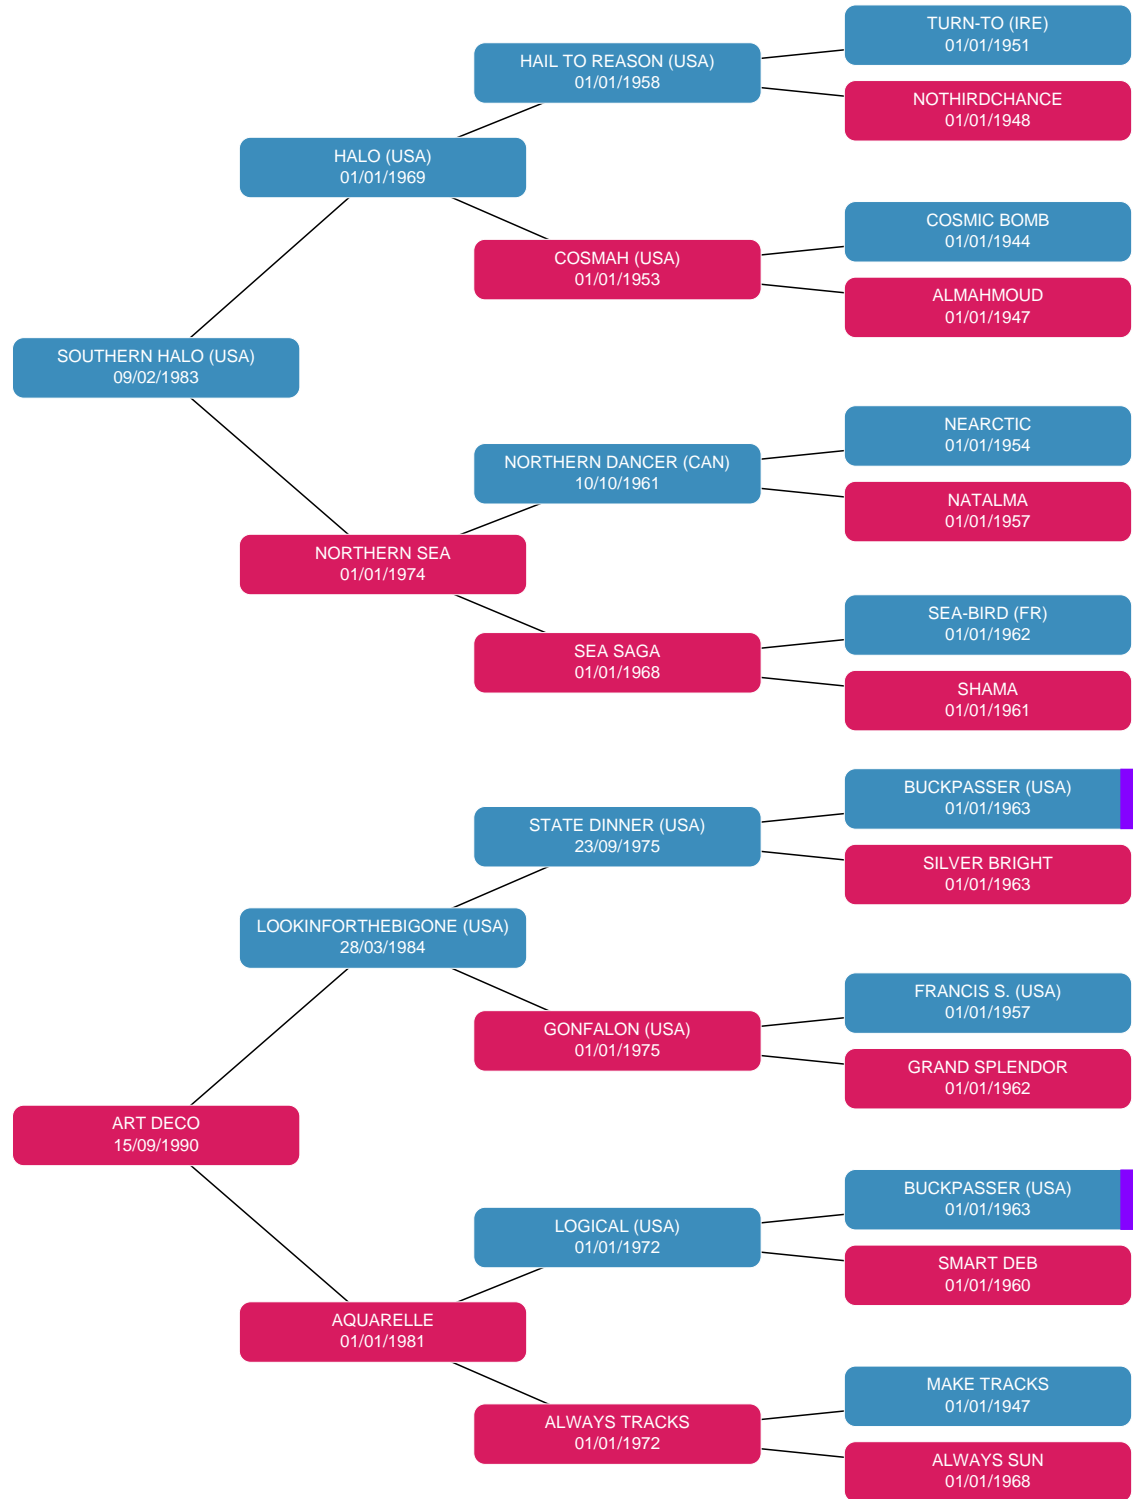 TURN-TO (IRE)
01/01/1951
HAIL TO REASON (USA)
01/01/1958
NOTHIRDCHANCE
01/01/1948
HALO (USA)
01/01/1969
COSMIC BOMB
01/01/1944
COSMAH (USA)
01/01/1953
ALMAHMOUD
01/01/1947
SOUTHERN HALO (USA)
09/02/1983
NEARCTIC
01/01/1954
NORTHERN DANCER (CAN)
10/10/1961
NATALMA
01/01/1957
NORTHERN SEA
01/01/1974
SEA-BIRD (FR)
01/01/1962
SEA SAGA
01/01/1968
SHAMA
01/01/1961
BUCKPASSER (USA)
01/01/1963
STATE DINNER (USA)
23/09/1975
SILVER BRIGHT
01/01/1963
LOOKINFORTHEBIGONE (USA)
28/03/1984
FRANCIS S. (USA)
01/01/1957
GONFALON (USA)
01/01/1975
GRAND SPLENDOR
01/01/1962
ART DECO
15/09/1990
BUCKPASSER (USA)
01/01/1963
LOGICAL (USA)
01/01/1972
SMART DEB
01/01/1960
AQUARELLE
01/01/1981
MAKE TRACKS
01/01/1947
ALWAYS TRACKS
01/01/1972
ALWAYS SUN
01/01/1968